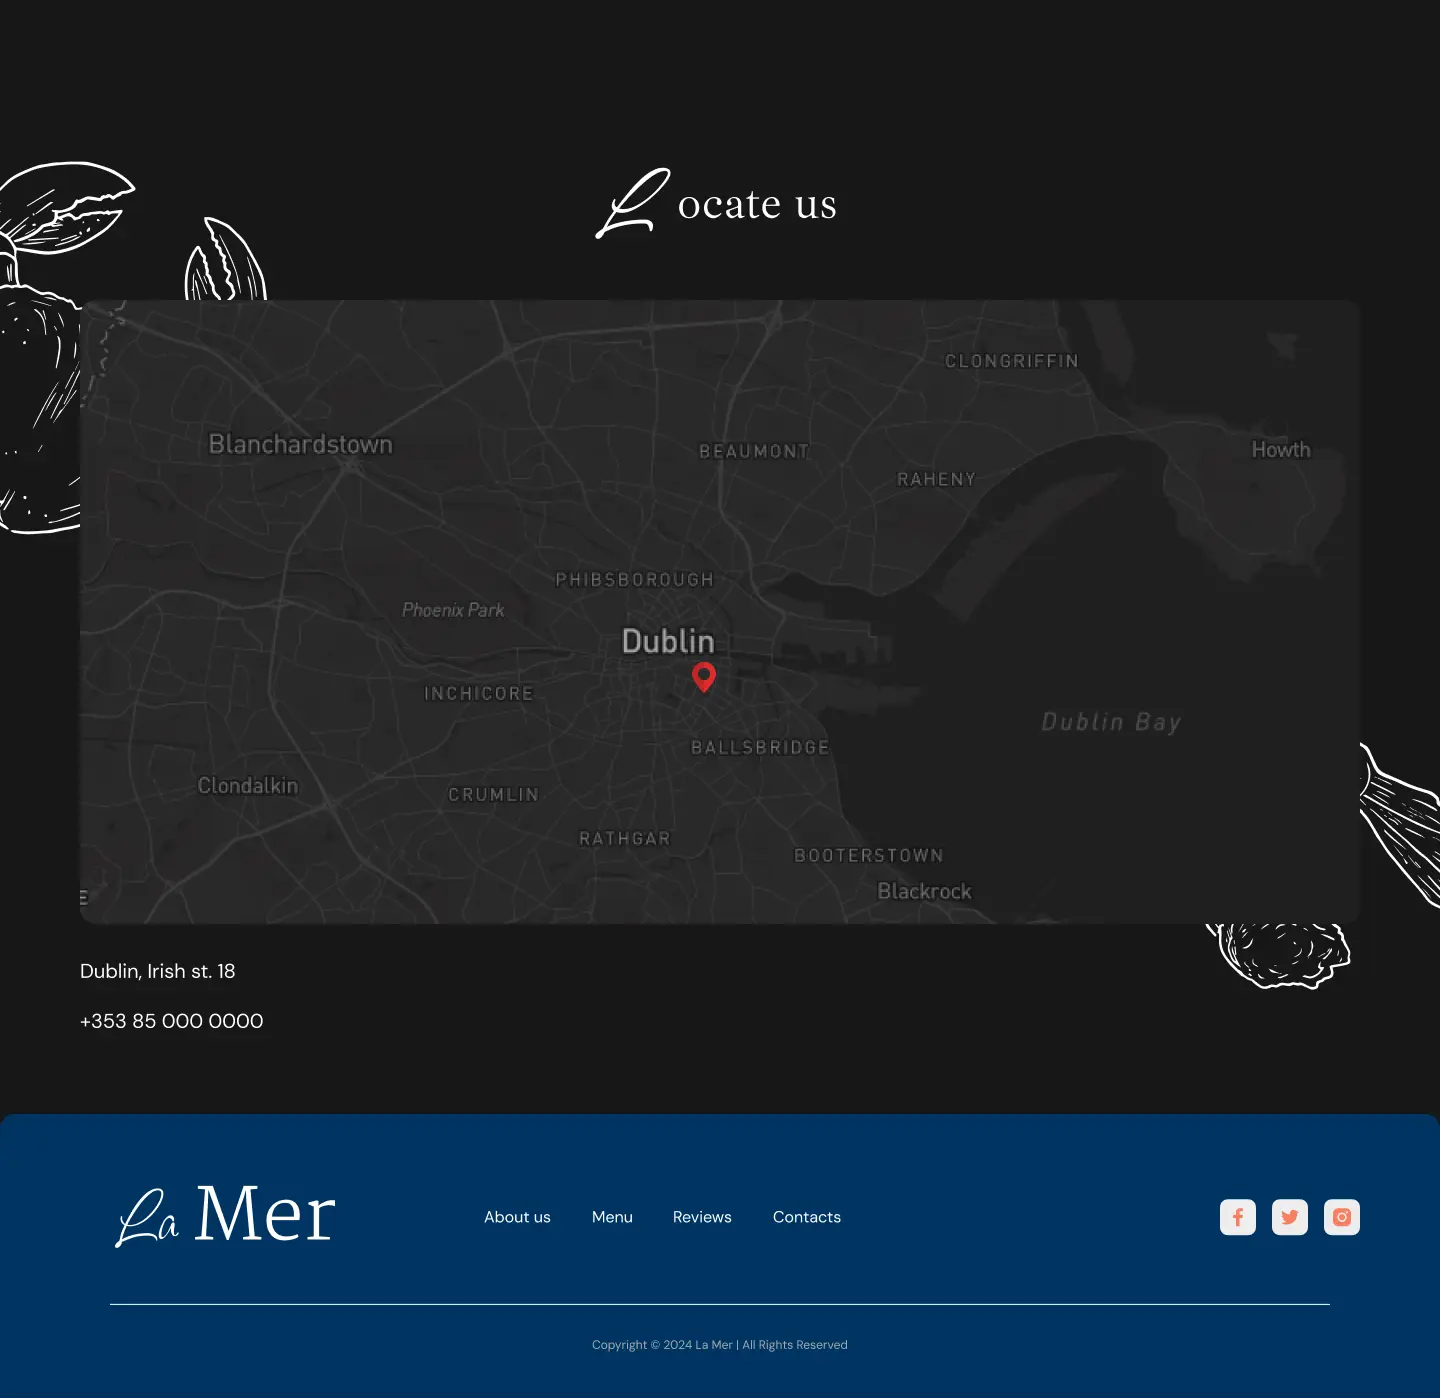 Locate us
CLONGRIFFIN
Blanchardstown
BEAUMONT
Howth
RAHENY
PHIBSBOROUGH
Phoenix Park
Dublin
INCHICORE
Dublin Bay
BALLSBRIDGE
Clondalkin
CRUMLIN
RATHGAR
BOOTERSTOWN
Blackrock
E
Dublin, Irish st. 18
+353 85 000 0000
La Mer
About us Menu Reviews Contacts
Copyright © 2024 La Mer | All Rights Reserved